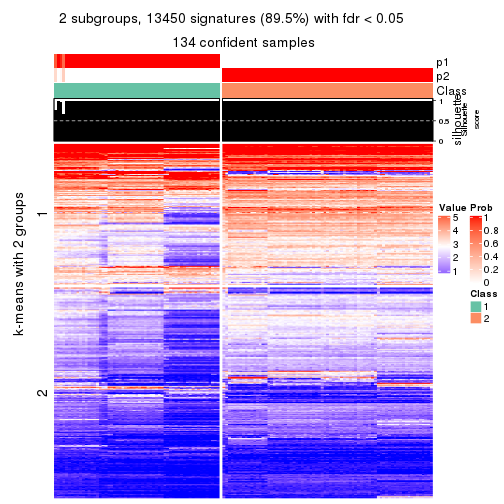 2 subgroups, 13450 signatures (89.5%) with fdr < 0.05
134 confident samples
p1
p2
Class
silhouette
Silhouette
score
1
0.5
0
k-means with 2 groups
1
2
Value
5
4
3
2
1
Prob
1
0.8
0.6
0.4
0.2
0
Class
1
2